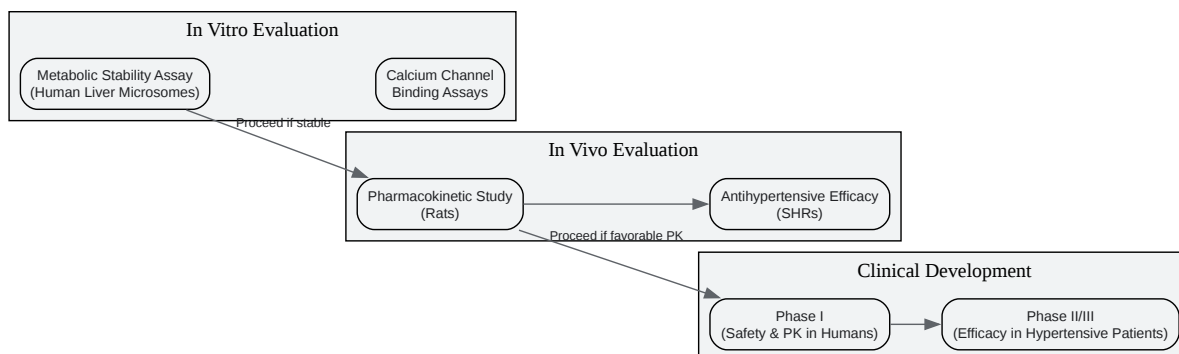 In Vitro Evaluation
Metabolic Stability Assay
(Human Liver Microsomes)
Calcium Channel
Binding Assays
Proceed if stable
In Vivo Evaluation
Pharmacokinetic Study
(Rats)
Antihypertensive Efficacy
(SHRs)
Proceed if favorable PK
Clinical Development
Phase I
(Safety & PK in Humans)
Phase II/III
(Efficacy in Hypertensive Patients)